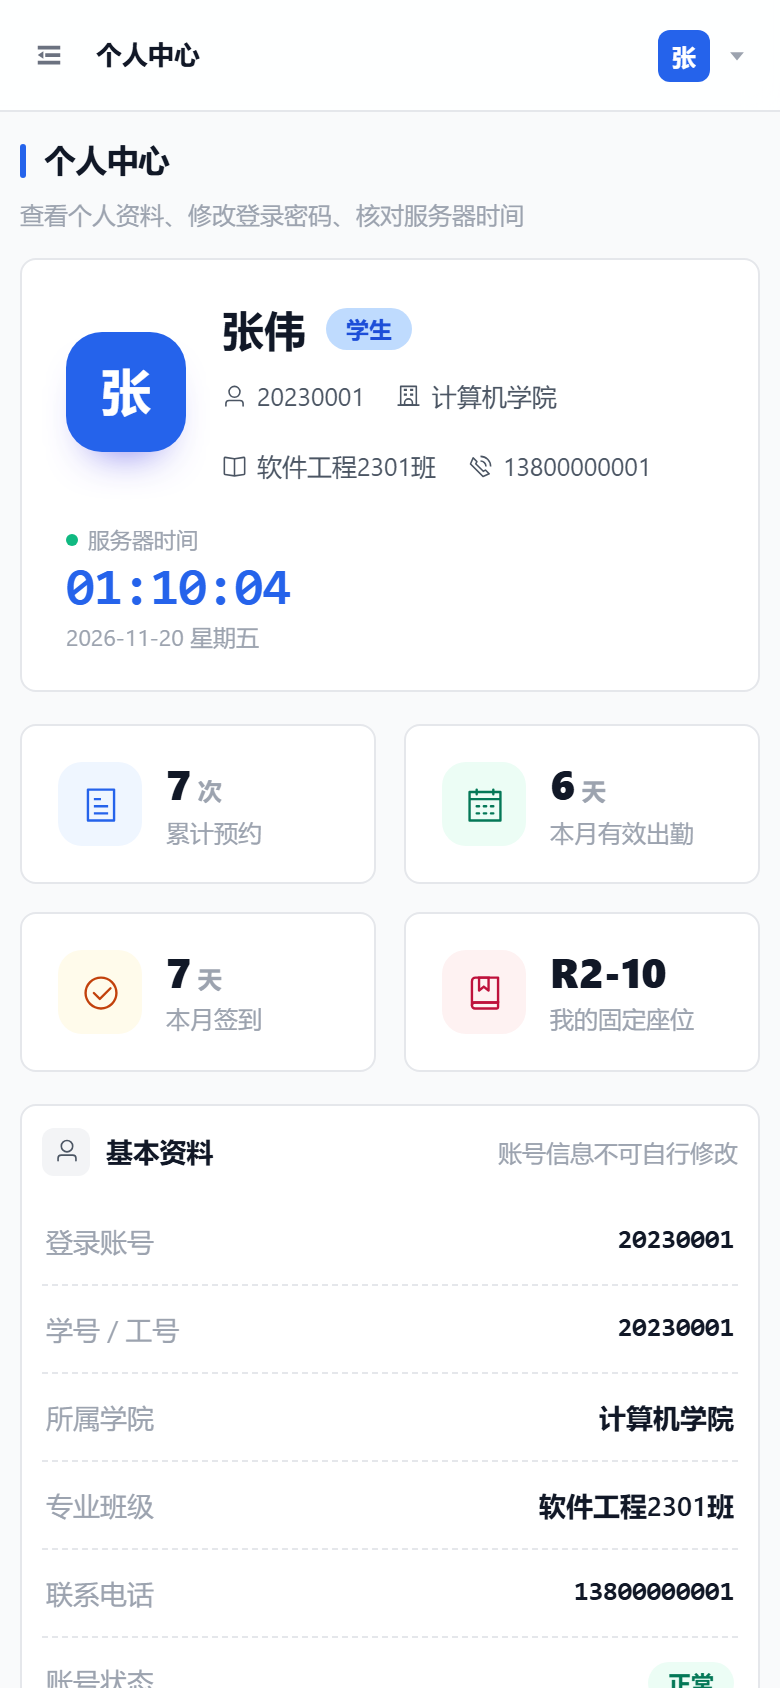 个人中心
张
个人中心
查看个人资料、修改登录密码、核对服务器时间
张
张伟 学生
20230001 计算机学院
软件工程2301班 13800000001
服务器时间
01:10:04
2026-11-20 星期五
7 次
累计预约
6 天
本月有效出勤
7 天
本月签到
R2-10
我的固定座位
基本资料 账号信息不可自行修改
登录账号 20230001
学号 / 工号 20230001
所属学院 计算机学院
专业班级 软件工程2301班
联系电话 13800000001
账号状态 正常